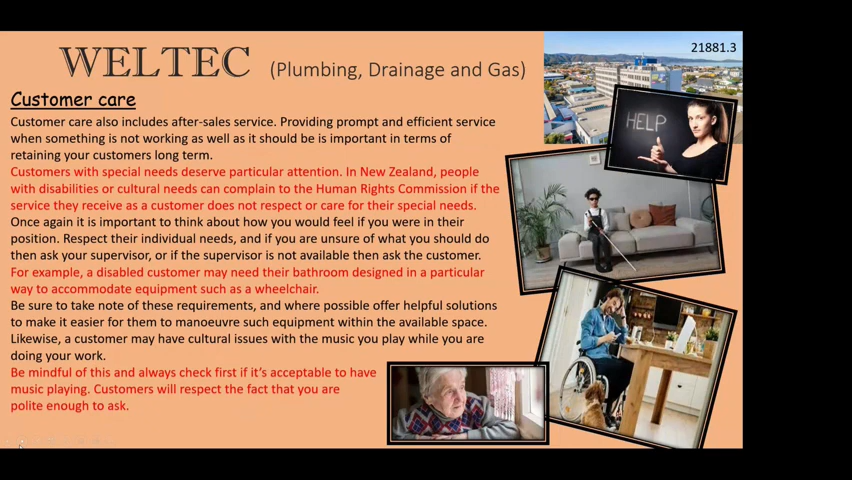 WELTEC (Plumbing, Drainage and Gas)
21881.3
Customer care
Customer care also includes after-sales service. Providing prompt and efficient service
when something is not working as well as it should be is important in terms of
retaining your customers long term.
Customers with special needs deserve particular attention. In New Zealand, people
with disabilities or cultural needs can complain to the Human Rights Commission if the
service they receive as a customer does not respect or care for their special needs.
Once again it is important to think about how you would feel if you were in their
position. Respect their individual needs, and if you are unsure of what you should do
then ask your supervisor, or if the supervisor is not available then ask the customer.
For example, a disabled customer may need their bathroom designed in a particular
way to accommodate equipment such as a wheelchair.
Be sure to take note of these requirements, and where possible offer helpful solutions
to make it easier for them to manoeuvre such equipment within the available space.
Likewise, a customer may have cultural issues with the music you play while you are
doing your work.
Be mindful of this and always check first if it's acceptable to have
music playing. Customers will respect the fact that you are
polite enough to ask.
HELP